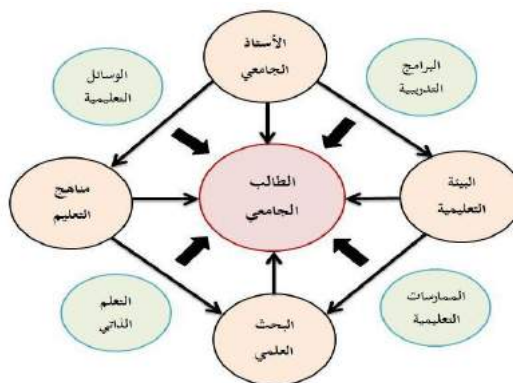 الأستاذ
الجامعي
البرامج
التدريبية
الوسائل
التعليمية
الطالب
الجامعي
البيئة
التعليمية
مناهج
التعليم
الممارسات
التعليمية
التعلم
الذاتي
البحث
العلمي